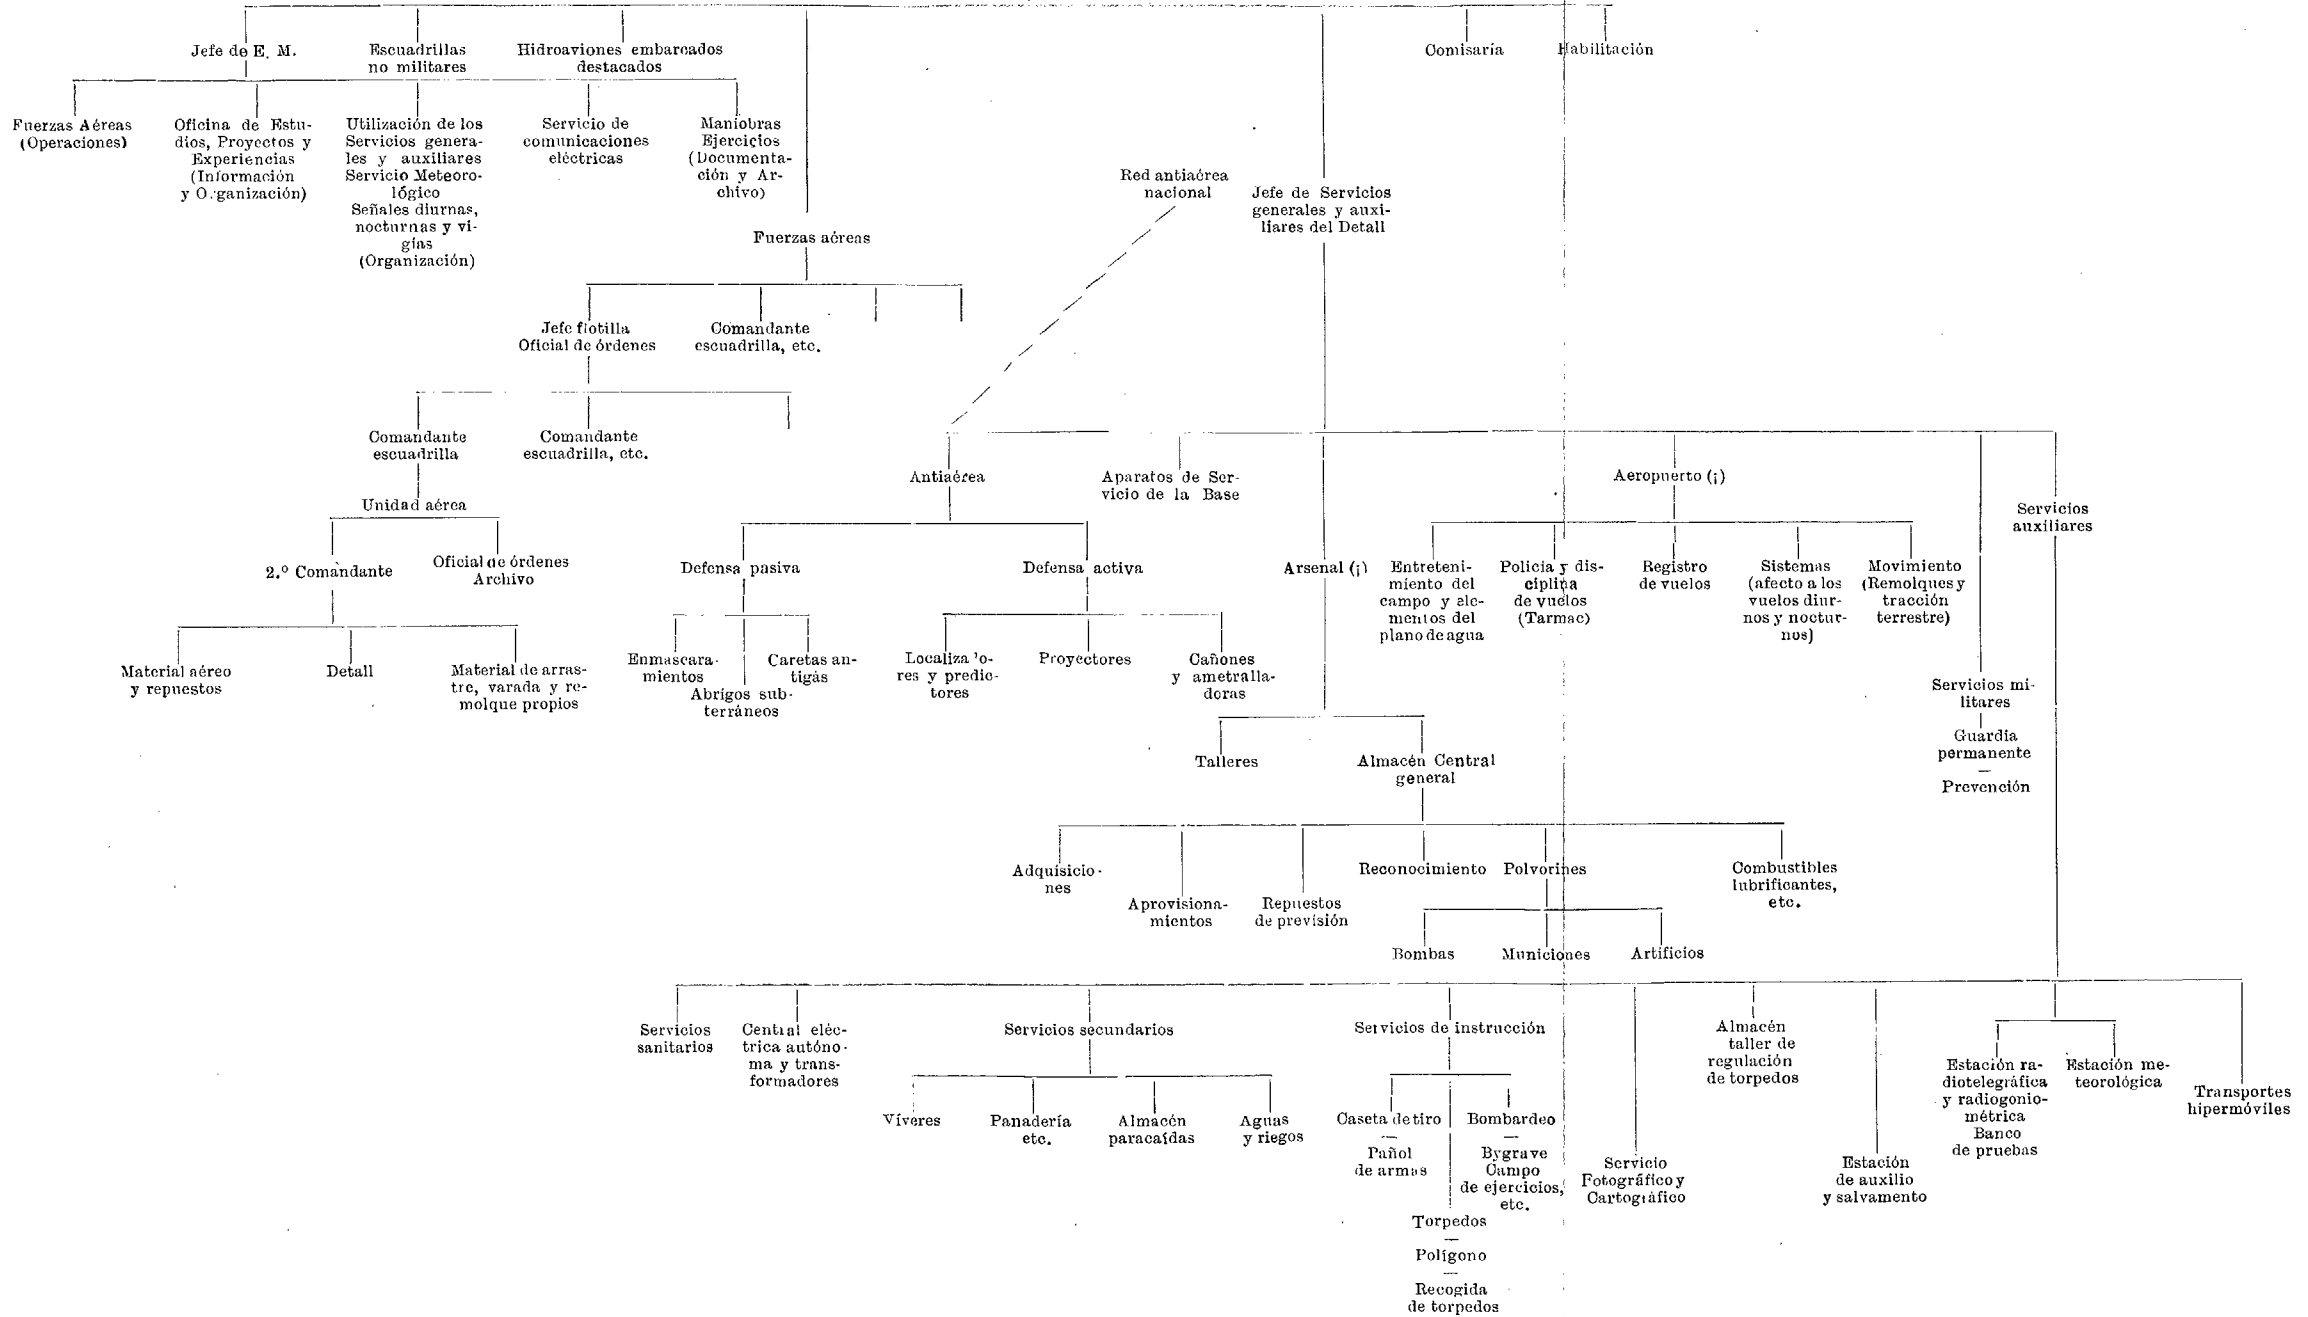 Jefe de E. M.
Escuadrillas
no militares
Hidroaviones embarcados
destacados
Comisaría
Habilitación
Fuerzas Aéreas
(Operaciones)
Oficina de Estu-
dios, Proyectos y
Experiencias
(Información
y Organización)
Utilización de los
Servicios genera-
les y auxiliares
Servicio Meteoro-
lógico
Señales diurnas,
nocturnas y vi-
gías
(Organización)
Servicio de
comunicaciones
eléctricas
Maniobras
Ejercicios
(Documenta-
ción y Ar-
chivo)
Red antiaérea
nacional
Jefe de Servicios
generales y auxi-
liares del Detall
Fuerzas aéreas
Jefe flotilla
Oficial de órdenes
Comandante
escuadrilla, etc.
Comandante
escuadrilla
Comandante
escuadrilla, etc.
Unidad aérea
2.º Comandante
Oficial de órdenes
Archivo
Material aéreo
y repuestos
Detall
Material de arras-
tre, varada y re-
molque propios
Antiaérea
Aparatos de Ser-
vicio de la Base
Aeropuerto (¡)
Servicios
auxiliares
Defensa pasiva
Defensa activa
Arsenal (¡)
Entreteni-
miento del
campo y ele-
mentos del
plano de agua
Policia y dis-
ciplina
de vuelos
(Tarmac)
Registro
de vuelos
Sistemas
(afecto a los
vuelos diur-
nos y noctur-
nos)
Movimiento
(Remolques y
tracción
terrestre)
Enmascara-
mientos
Abrigos sub-
terráneos
Caretas an-
tigás
Localiza'o-
res y predic-
tores
Proyectores
Cañones
y ametralla-
doras
Servicios mi-
litares
Guardia
permanente
—
Prevención
Talleres
Almacén Central
general
Adquisicio-
nes
Aprovisiona-
mientos
Repuestos
de previsión
Reconocimiento
Polvorines
Combustibles
lubrificantes,
etc.
Bombas
Municiones
Artificios
Servicios
sanitarios
Central eléc-
trica autóno-
ma y trans-
formadores
Servicios secundarios
Servicios de instrucción
Almacén
taller de
regulación
de torpedos
Estación ra-
diotelegráfica
y radiogonio-
métrica
Banco
de pruebas
Estación me-
teorológica
Transportes
hipermóviles
Víveres
Panadería
etc.
Almacén
paracaídas
Aguas
y riegos
Caseta de tiro
—
Pañol
de armas
Bombardeo
—
Bygrave
Campo
de ejercicios,
etc.
Servicio
Fotográfico y
Cartográfico
Estación
de auxilio
y salvamento
Torpedos
—
Polígono
—
Recogida
de torpedos